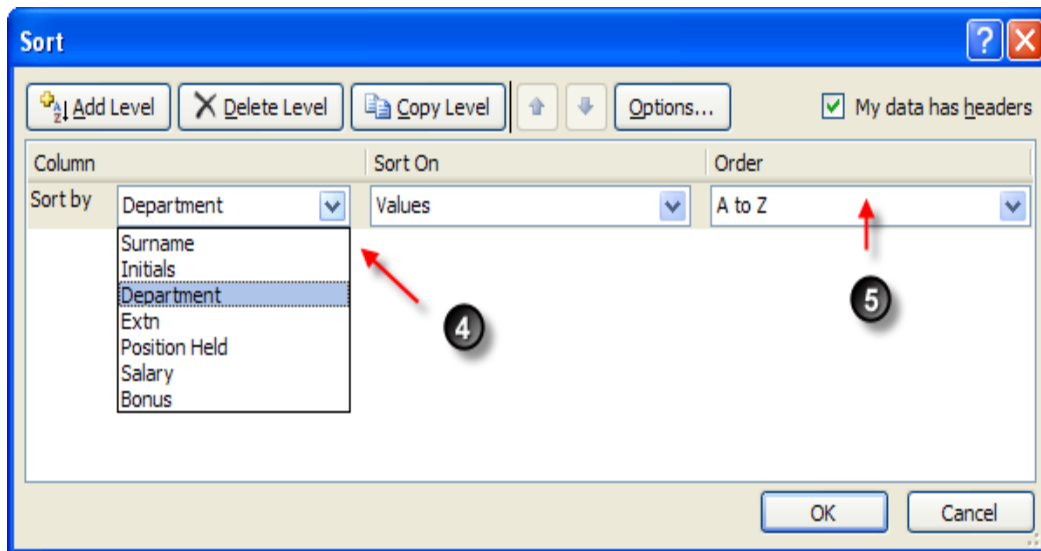 Sort
Add Level Delete Level Copy Level Options... My data has headers
Column Sort On Order
Sort by Department Values A to Z
Surname
Initials
Department
Extn
Position Held
Salary
Bonus
4
5
OK Cancel